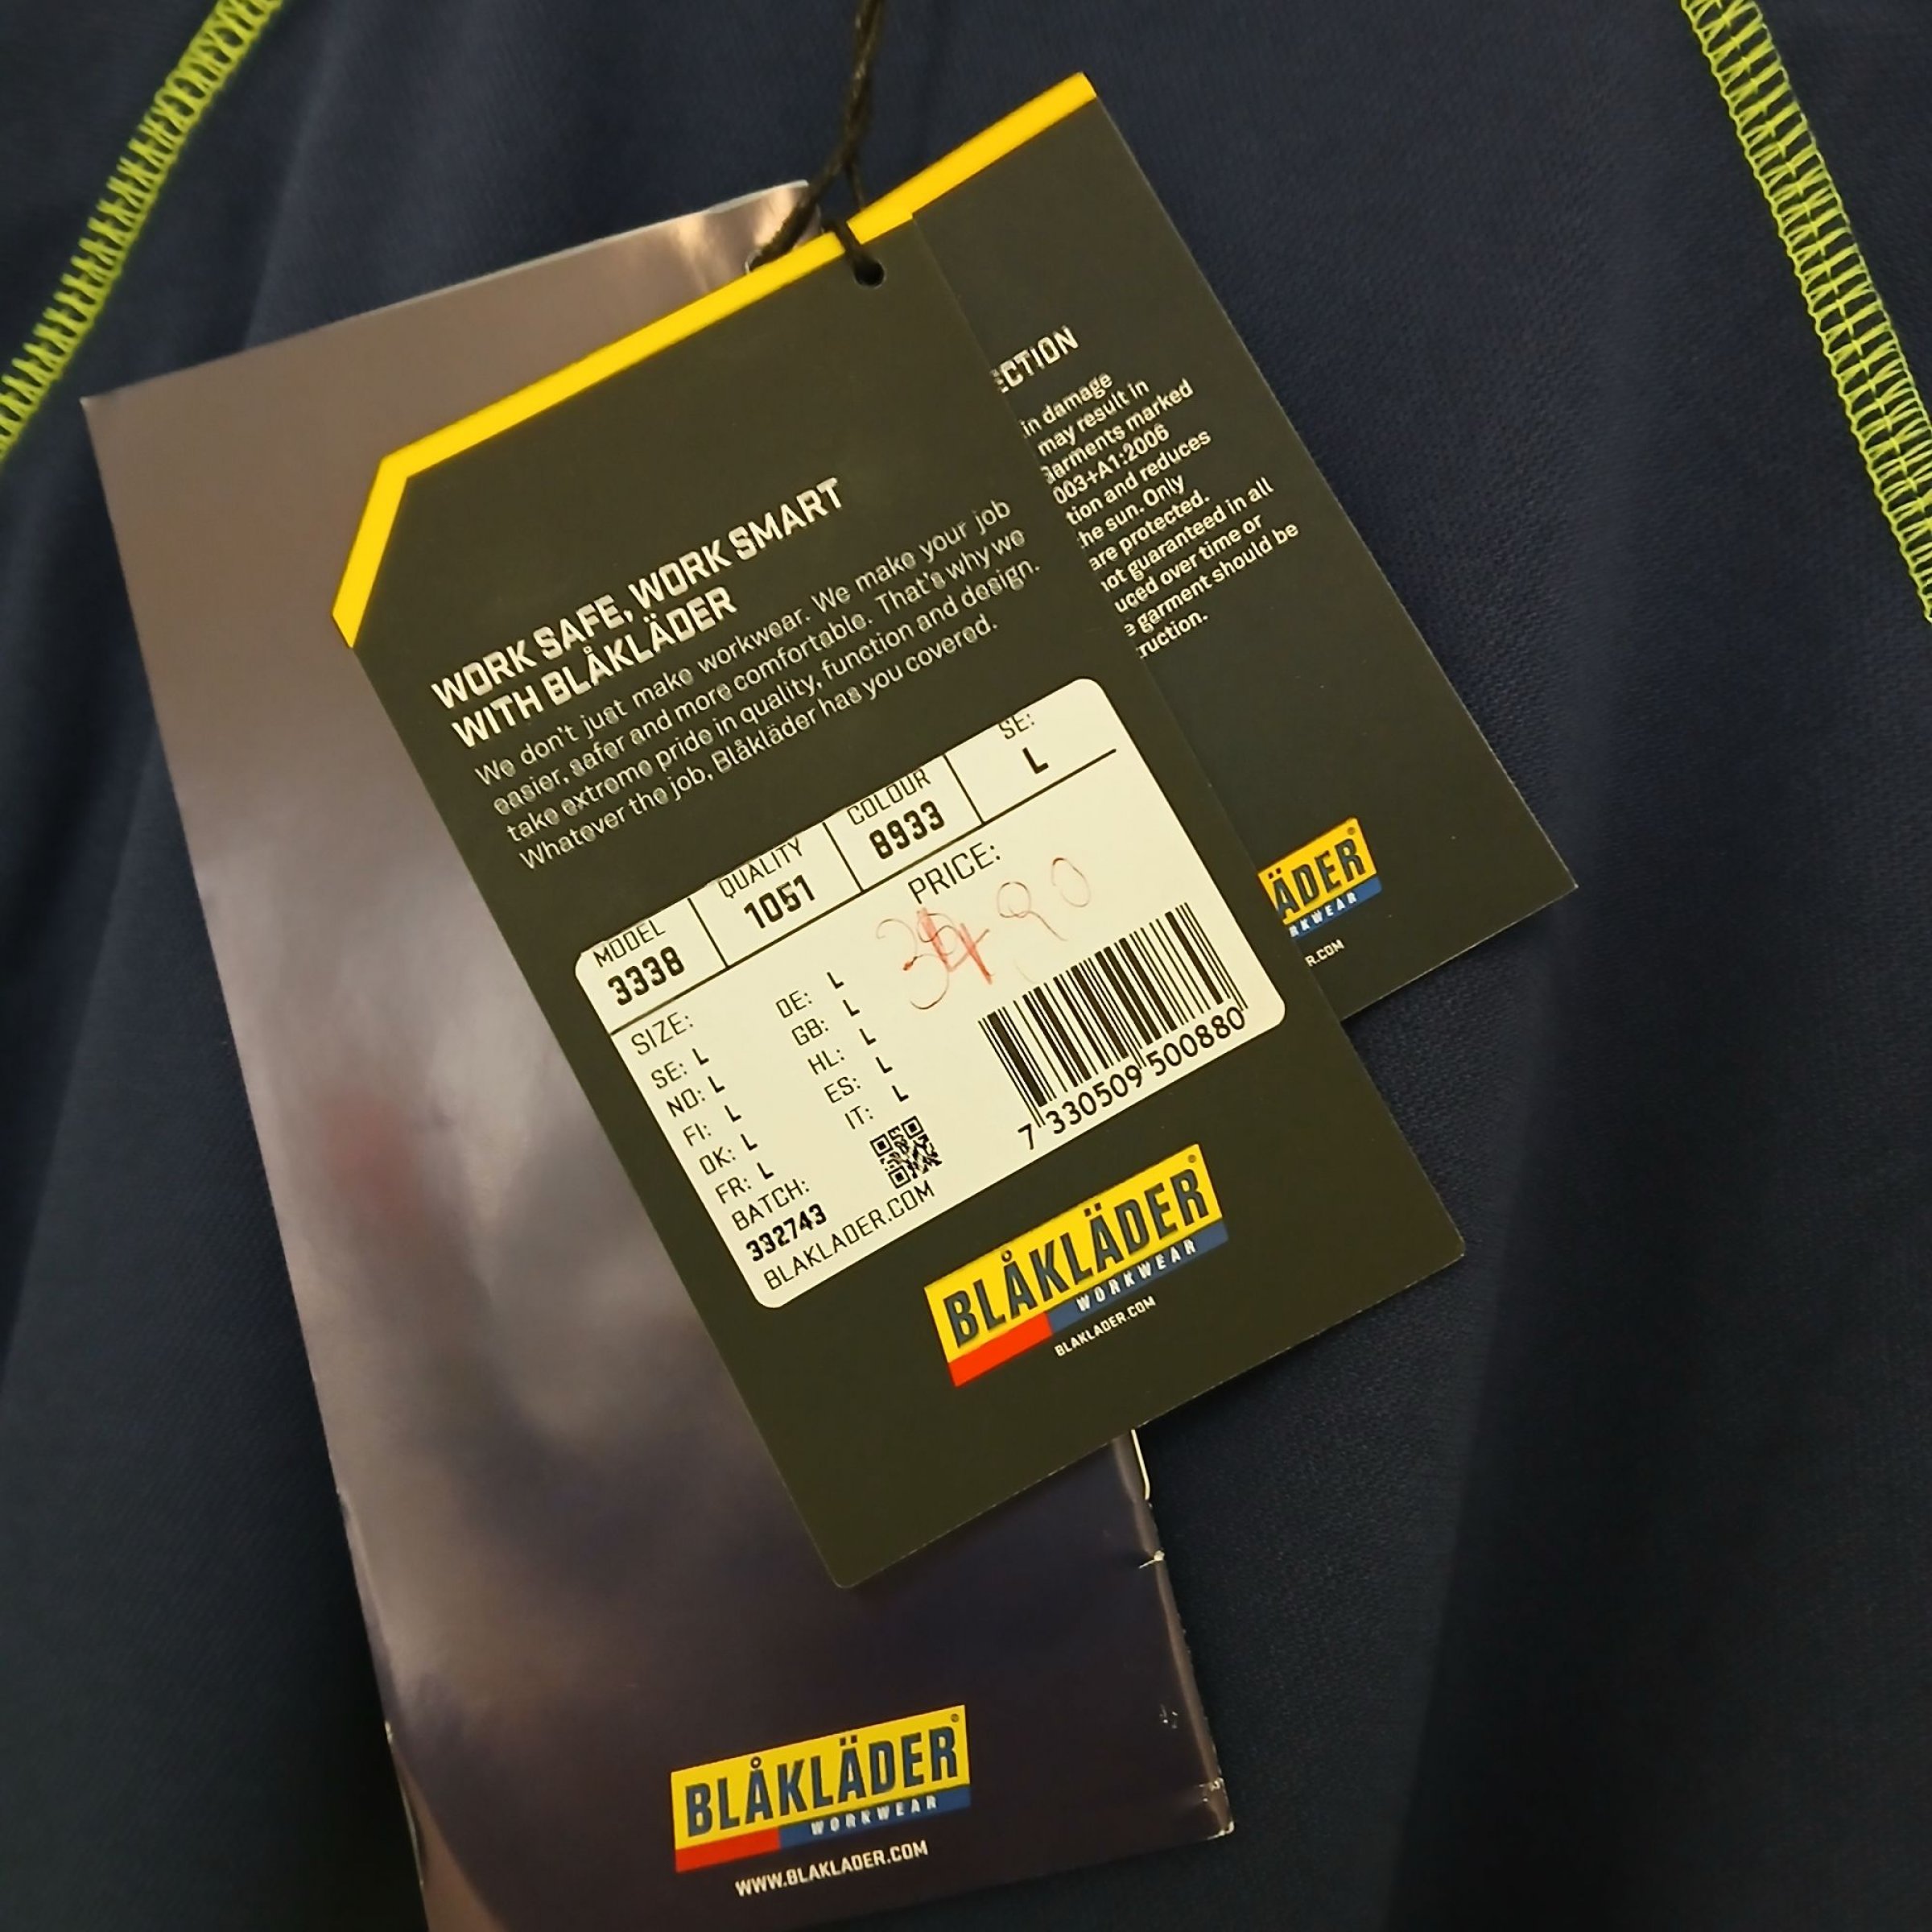 WORK SAFE, WORK SMART
WITH BLÅKLÄDER
We don't just make workwear. We make your job
easier, safer and more comfortable. That's why we
take extreme pride in quality, function and design.
Whatever the job, Blåkläder has you covered.
MODEL
3338
QUALITY
1051
COLOUR
8933
SE:
L
SIZE:
SE: L
NO: L
FI: L
DK: L
FR: L
DE: L
GB: L
HL: L
ES: L
IT: L
PRICE:
BATCH:
332743
BLAKLADER.COM
7 330509 500880
BLÅKLÄDER
WORKWEAR
BLAKLADER.COM
ECTION
in damage
may result in
garments marked
003+A1:2006
tion and reduces
he sun. Only
are protected.
not guaranteed in all
uced over time or
e garment should be
truction.
ÄDER
RKWEAR
R.COM
BLÅKLÄDER
WORKWEAR
WWW.BLAKLADER.COM